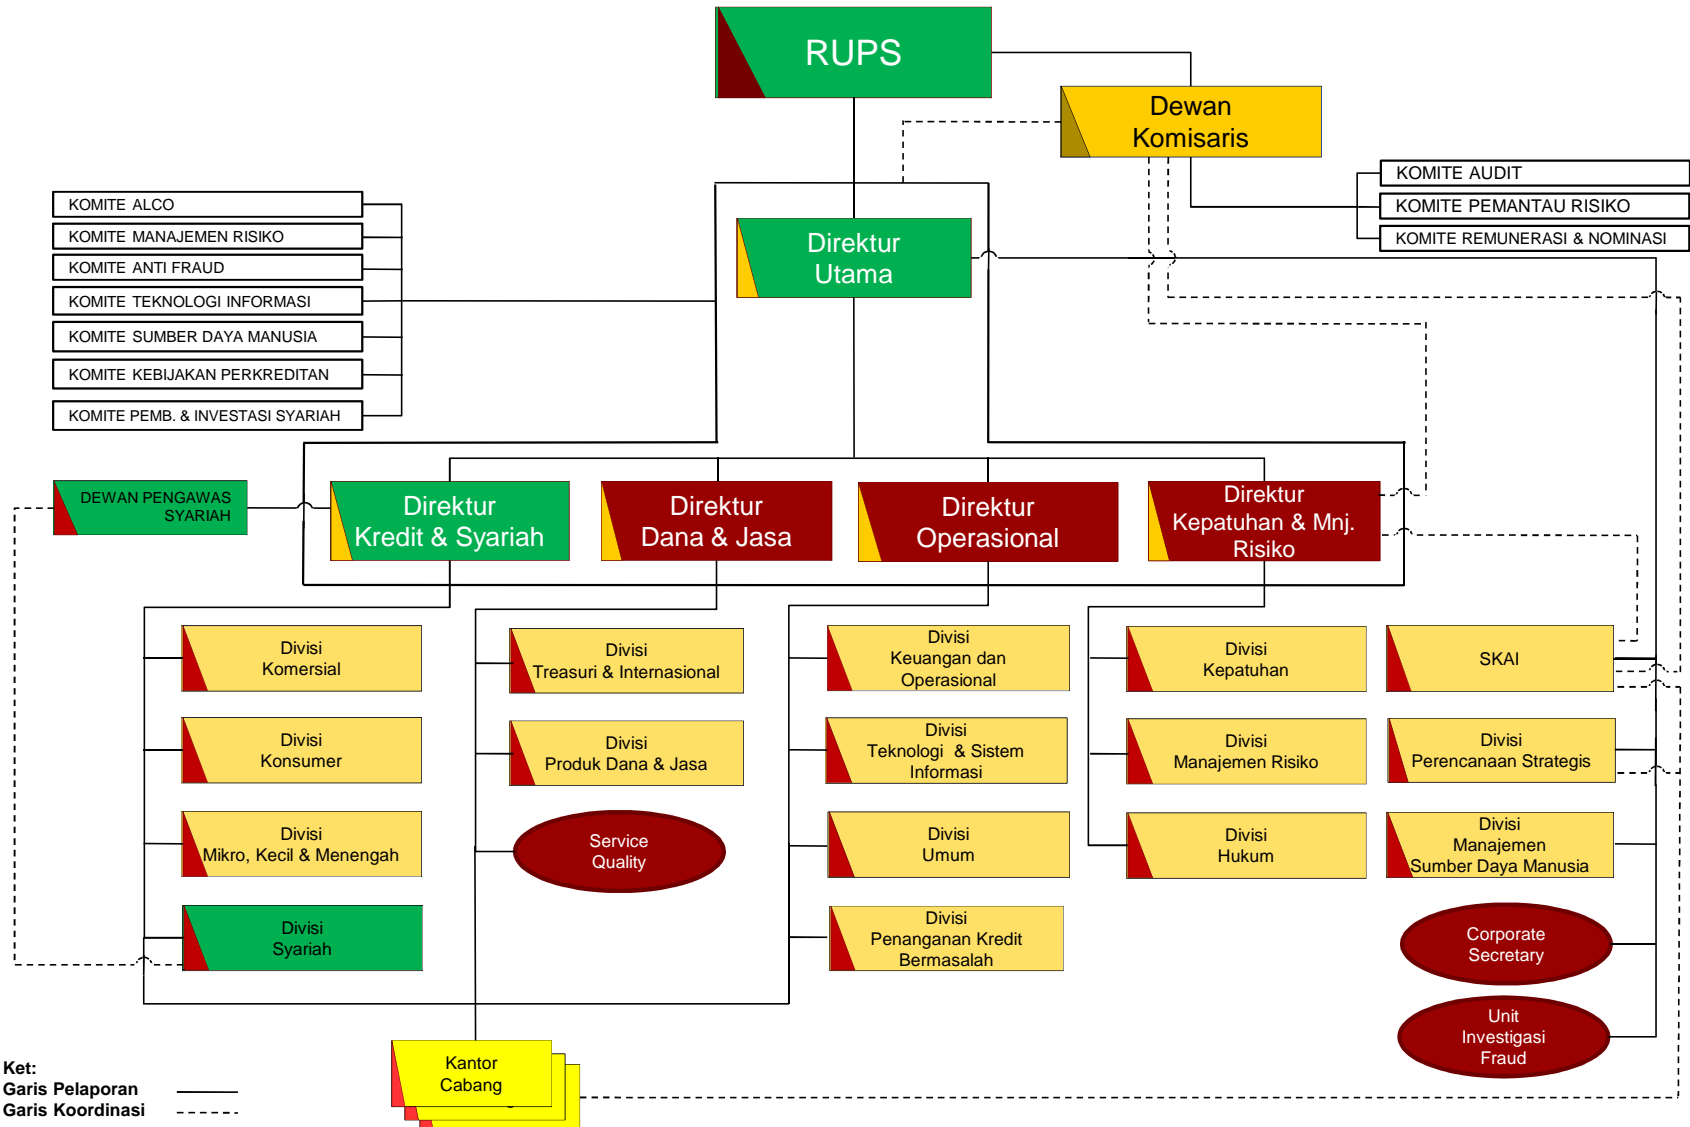 RUPS
Dewan
Komisaris
KOMITE AUDIT
KOMITE PEMANTAU RISIKO
KOMITE REMUNERASI & NOMINASI
KOMITE ALCO
KOMITE MANAJEMEN RISIKO
KOMITE ANTI FRAUD
KOMITE TEKNOLOGI INFORMASI
KOMITE SUMBER DAYA MANUSIA
KOMITE KEBIJAKAN PERKREDITAN
KOMITE PEMB. & INVESTASI SYARIAH
Direktur
Utama
DEWAN PENGAWAS
SYARIAH
Direktur
Kredit & Syariah
Direktur
Dana & Jasa
Direktur
Operasional
Direktur
Kepatuhan & Mnj.
Risiko
Divisi
Komersial
Divisi
Konsumer
Divisi
Mikro, Kecil & Menengah
Divisi
Syariah
Divisi
Treasuri & Internasional
Divisi
Produk Dana & Jasa
Service
Quality
Divisi
Keuangan dan
Operasional
Divisi
Teknologi & Sistem
Informasi
Divisi
Umum
Divisi
Penanganan Kredit
Bermasalah
Divisi
Kepatuhan
Divisi
Manajemen Risiko
Divisi
Hukum
SKAI
Divisi
Perencanaan Strategis
Divisi
Manajemen
Sumber Daya Manusia
Corporate
Secretary
Unit
Investigasi
Fraud
Kantor
Cabang
Ket:
Garis Pelaporan
Garis Koordinasi